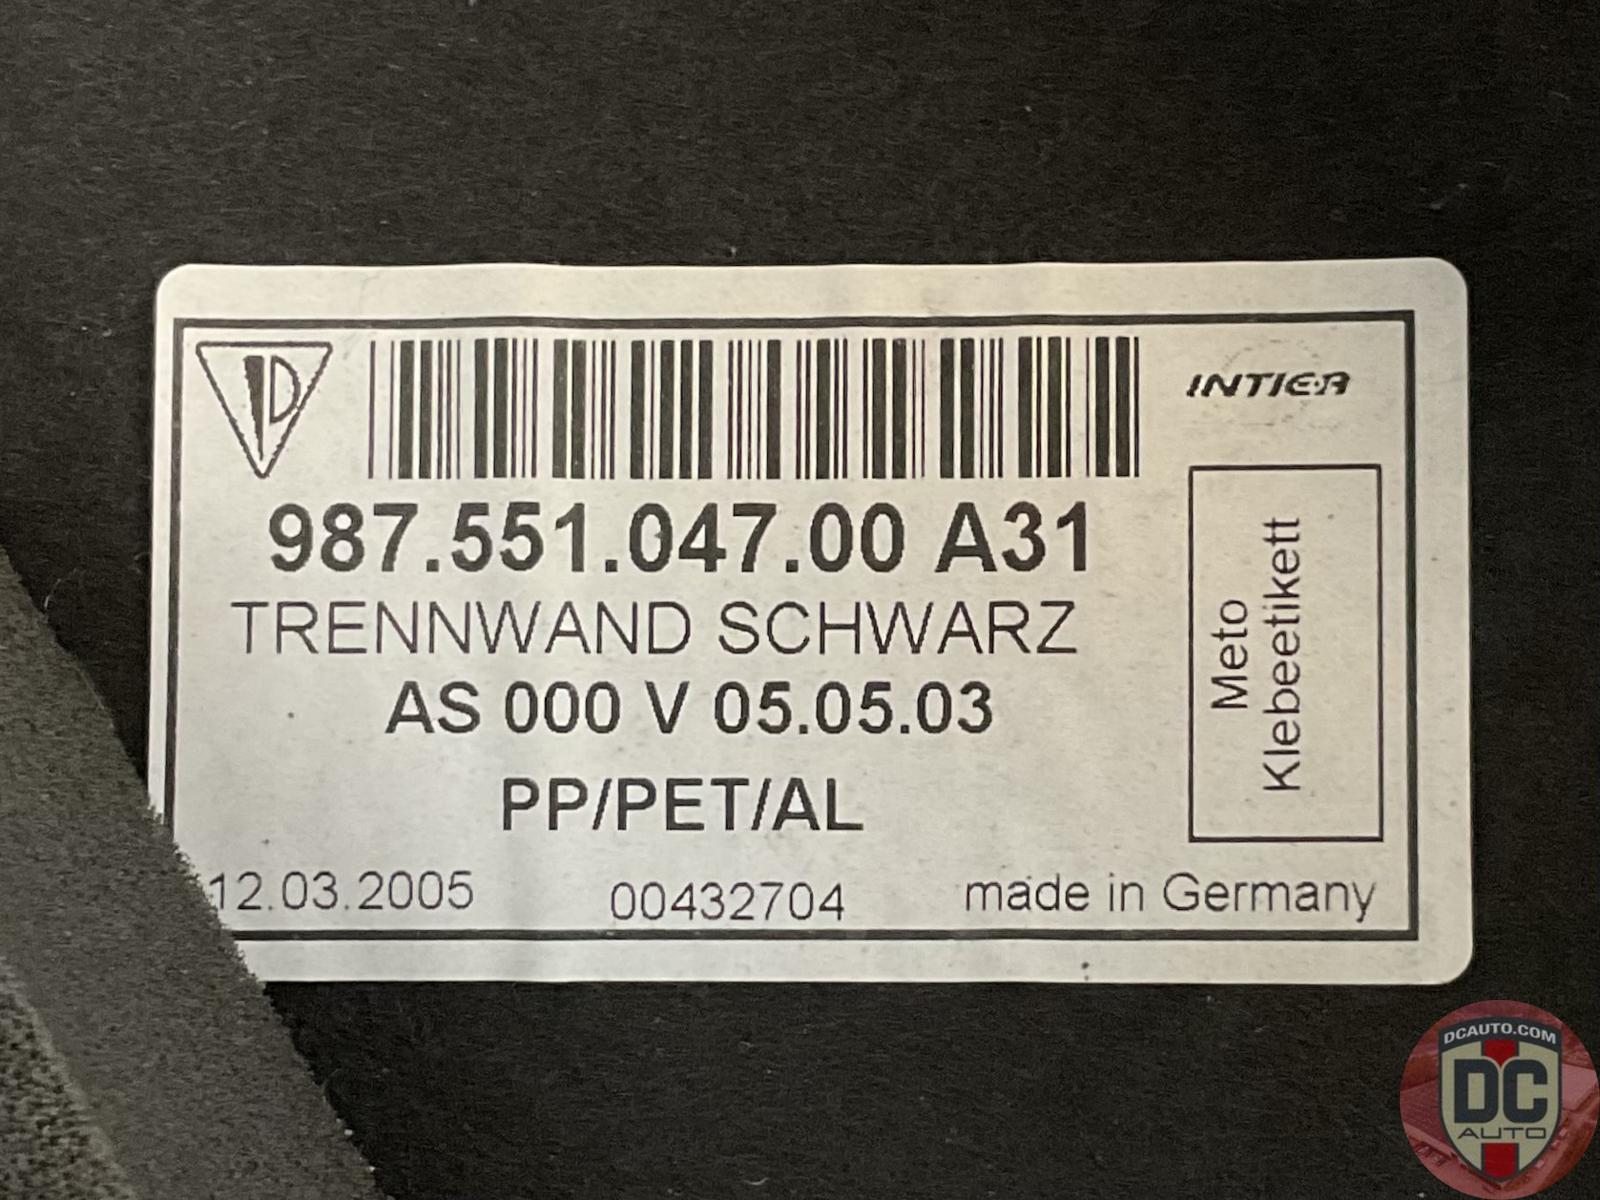 INTIER
987.551.047.00 A31
TRENNWAND SCHWARZ
AS 000 V 05.05.03
PP/PET/AL
Meto
Klebeetikett
12.03.2005 00432704 made in Germany
DCAUTO.COM
DC
AUTO